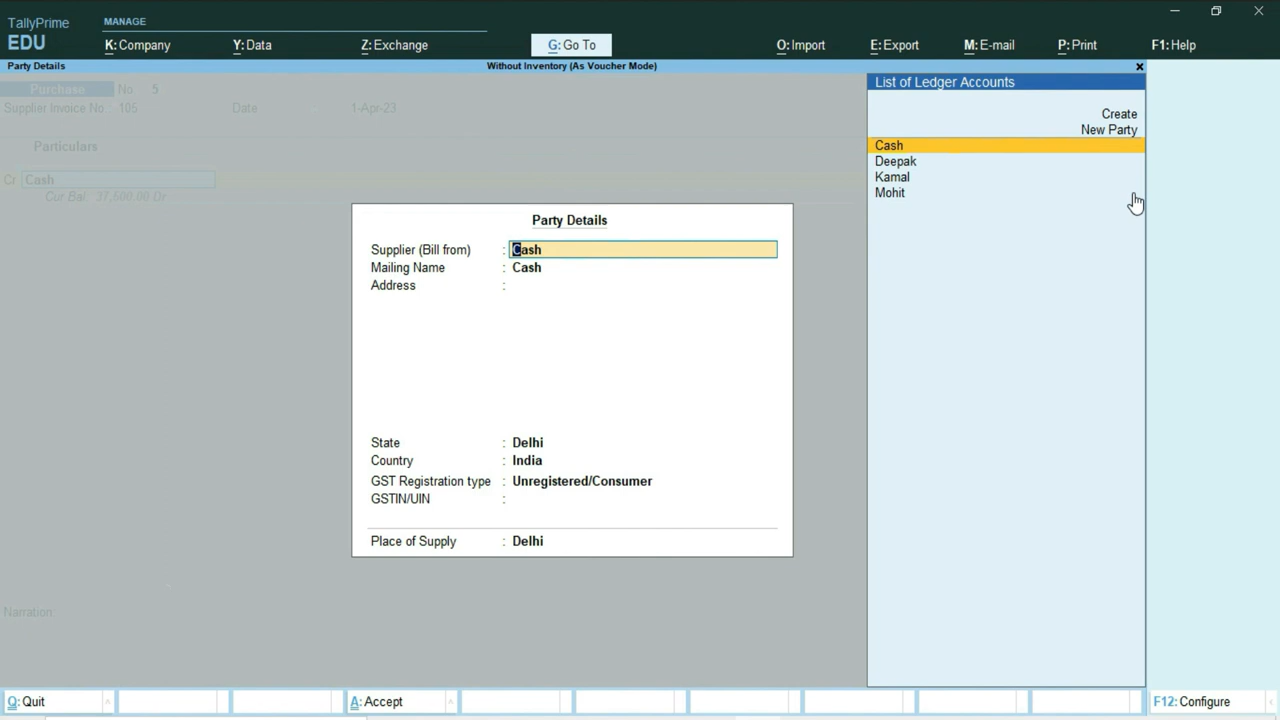 TallyPrime
MANAGE
EDU
K:Company
Y:Data
Z:Exchange
G:Go To
O:Import
E:Export
M:E-mail
P:Print
F1:Help
Party Details
Without Inventory (As Voucher Mode)
×
Purchase No. 5
Supplier Invoice No. 105
Date
1-Apr-23
Particulars
Cr Cash
Cur Bal: 37,500.00 Dr
Party Details
Supplier (Bill from) : Cash
Mailing Name : Cash
Address :
State : Delhi
Country : India
GST Registration type : Unregistered/Consumer
GSTIN/UIN :
Place of Supply : Delhi
List of Ledger Accounts
Create
New Party
Cash
Deepak
Kamal
Mohit
Narration
Q:Quit
A:Accept
F12:Configure